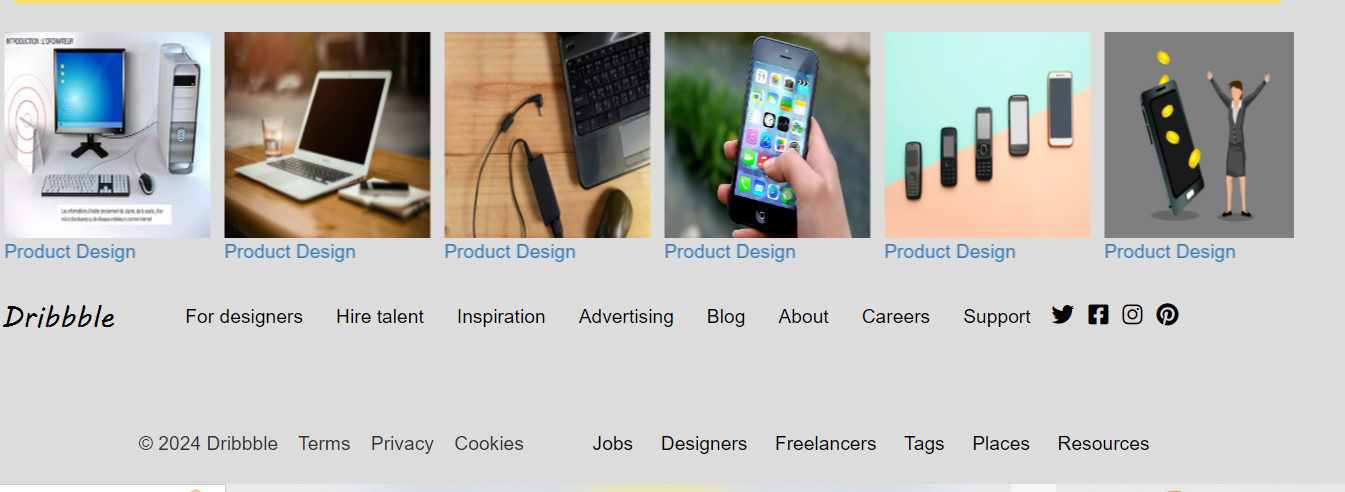 INTRODUCTION : L'ORDINATEUR
Product Design
Product Design
Product Design
Product Design
Product Design
Product Design
Dribbble
For designers Hire talent Inspiration Advertising Blog About Careers Support
© 2024 Dribbble Terms Privacy Cookies Jobs Designers Freelancers Tags Places Resources